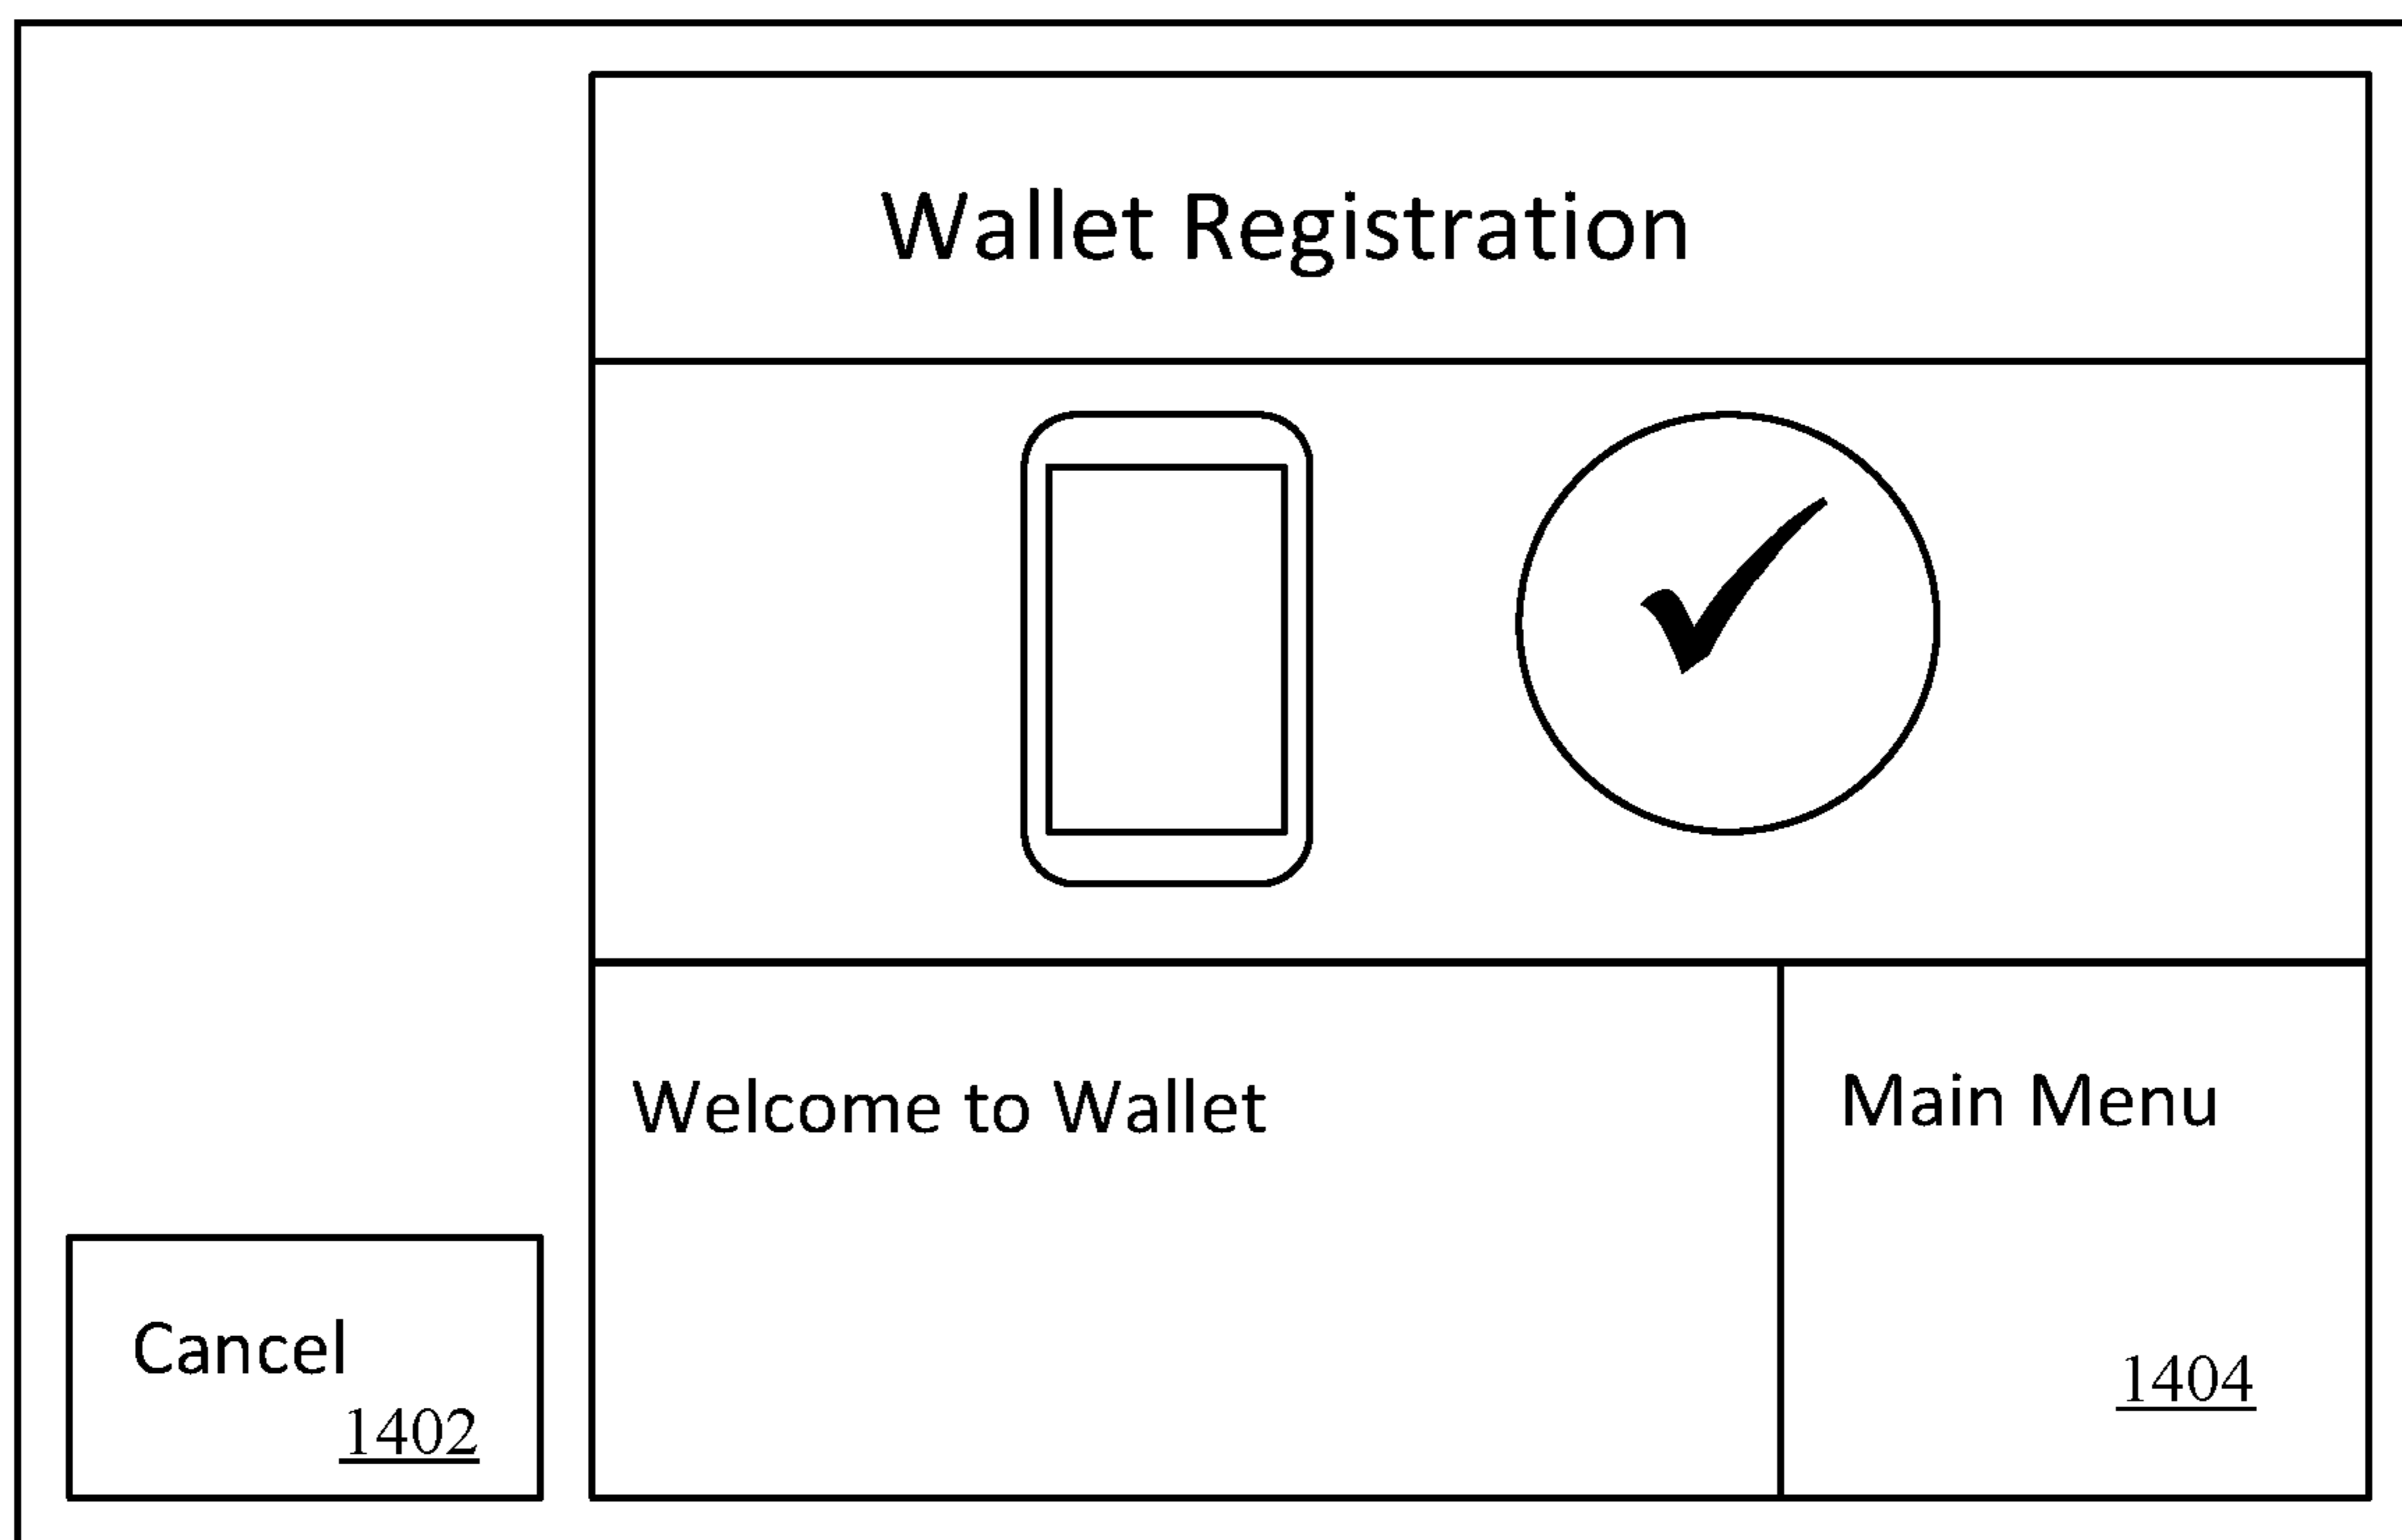 Wallet Registration
Welcome to Wallet
Main Menu
1404
Cancel
1402